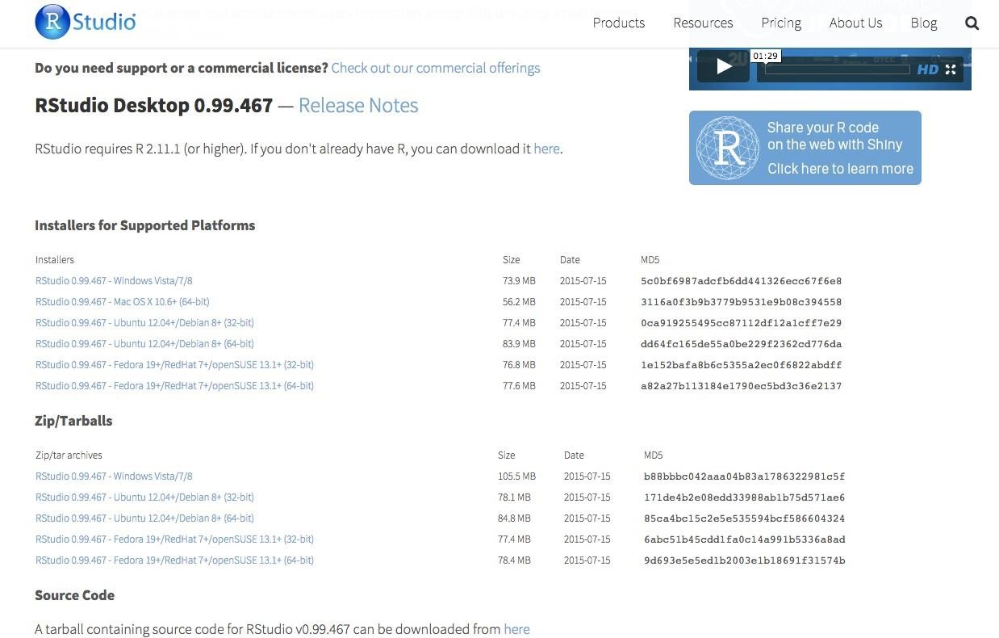 R Studio
Products Resources Pricing About Us Blog
Do you need support or a commercial license? Check out our commercial offerings
01:29
HD
RStudio Desktop 0.99.467 — Release Notes
RStudio requires R 2.11.1 (or higher). If you don't already have R, you can download it here.
R
Share your R code
on the web with Shiny
Click here to learn more
Installers for Supported Platforms
Installers Size Date MD5
RStudio 0.99.467 - Windows Vista/7/8 73.9 MB 2015-07-15 5c0bf6987adcfb6dd441326ecc67f6e8
RStudio 0.99.467 - Mac OS X 10.6+ (64-bit) 56.2 MB 2015-07-15 3116a0f3b9b3779b9531e9b08c394558
RStudio 0.99.467 - Ubuntu 12.04+/Debian 8+ (32-bit) 77.4 MB 2015-07-15 0ca919255495cc87112df12a1cff7e29
RStudio 0.99.467 - Ubuntu 12.04+/Debian 8+ (64-bit) 83.9 MB 2015-07-15 dd64fc165de55a0be229f2362cd776da
RStudio 0.99.467 - Fedora 19+/RedHat 7+/openSUSE 13.1+ (32-bit) 76.8 MB 2015-07-15 1e152bafa8b6c5355a2ec0f6822abdff
RStudio 0.99.467 - Fedora 19+/RedHat 7+/openSUSE 13.1+ (64-bit) 77.6 MB 2015-07-15 a82a27b113184e1790ec5bd3c36e2137
Zip/Tarballs
Zip/tar archives Size Date MD5
RStudio 0.99.467 - Windows Vista/7/8 105.5 MB 2015-07-15 b88bbbc042aaa04b83a1786322981c5f
RStudio 0.99.467 - Ubuntu 12.04+/Debian 8+ (32-bit) 78.1 MB 2015-07-15 171de4b2e08edd33988ab1b75d571ae6
RStudio 0.99.467 - Ubuntu 12.04+/Debian 8+ (64-bit) 84.8 MB 2015-07-15 85ca4bc15c2e5e535594bcf586604324
RStudio 0.99.467 - Fedora 19+/RedHat 7+/openSUSE 13.1+ (32-bit) 77.4 MB 2015-07-15 6abc51b45cdd1fa0c14a991b5336a8ad
RStudio 0.99.467 - Fedora 19+/RedHat 7+/openSUSE 13.1+ (64-bit) 78.4 MB 2015-07-15 9d693e5e5ed1b2003e1b18691f31574b
Source Code
A tarball containing source code for RStudio v0.99.467 can be downloaded from here